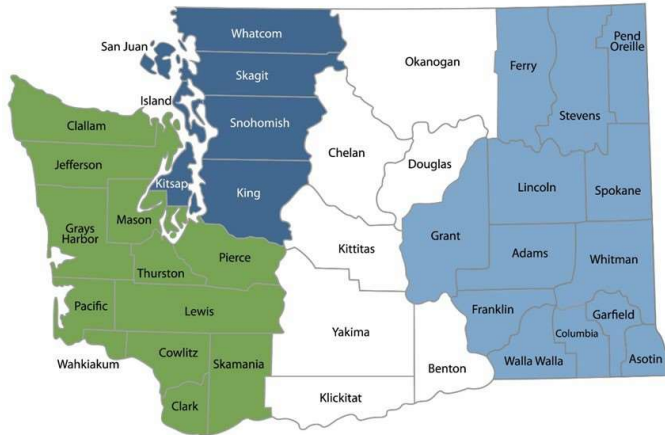 Whatcom
San Juan
Pend
Oreille
Okanogan
Ferry
Skagit
Island
Stevens
Snohomish
Clallam
Chelan
Douglas
Jefferson
Kitsap
King
Lincoln
Spokane
Mason
Grays
Harbor
Grant
Kittitas
Pierce
Adams
Whitman
Thurston
Pacific
Lewis
Franklin
Garfield
Yakima
Columbia
Cowlitz
Wahkiakum
Skamania
Walla Walla
Asotin
Benton
Klickitat
Clark